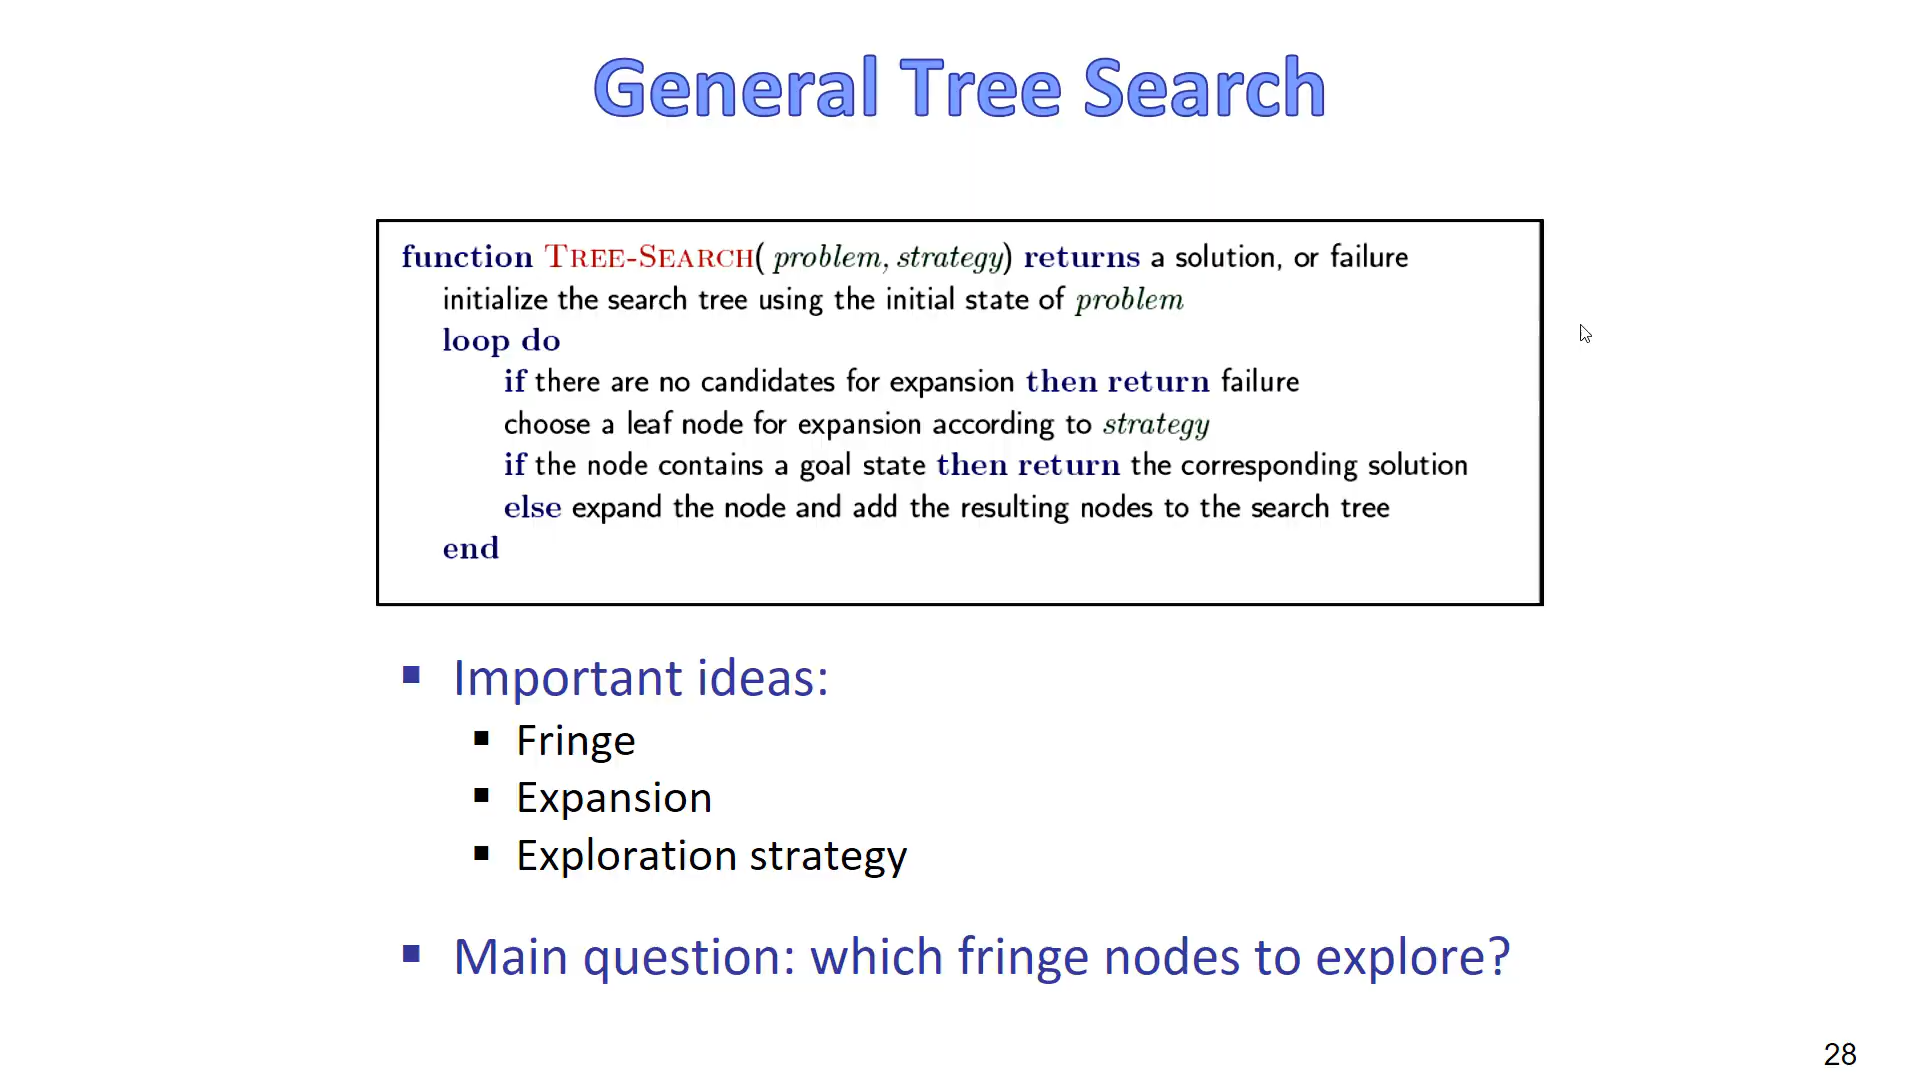 General Tree Search
function TREE-SEARCH( problem, strategy) returns a solution, or failure
initialize the search tree using the initial state of problem
loop do
if there are no candidates for expansion then return failure
choose a leaf node for expansion according to strategy
if the node contains a goal state then return the corresponding solution
else expand the node and add the resulting nodes to the search tree
end
▪ Important ideas:
▪ Fringe
▪ Expansion
▪ Exploration strategy
▪ Main question: which fringe nodes to explore?
28